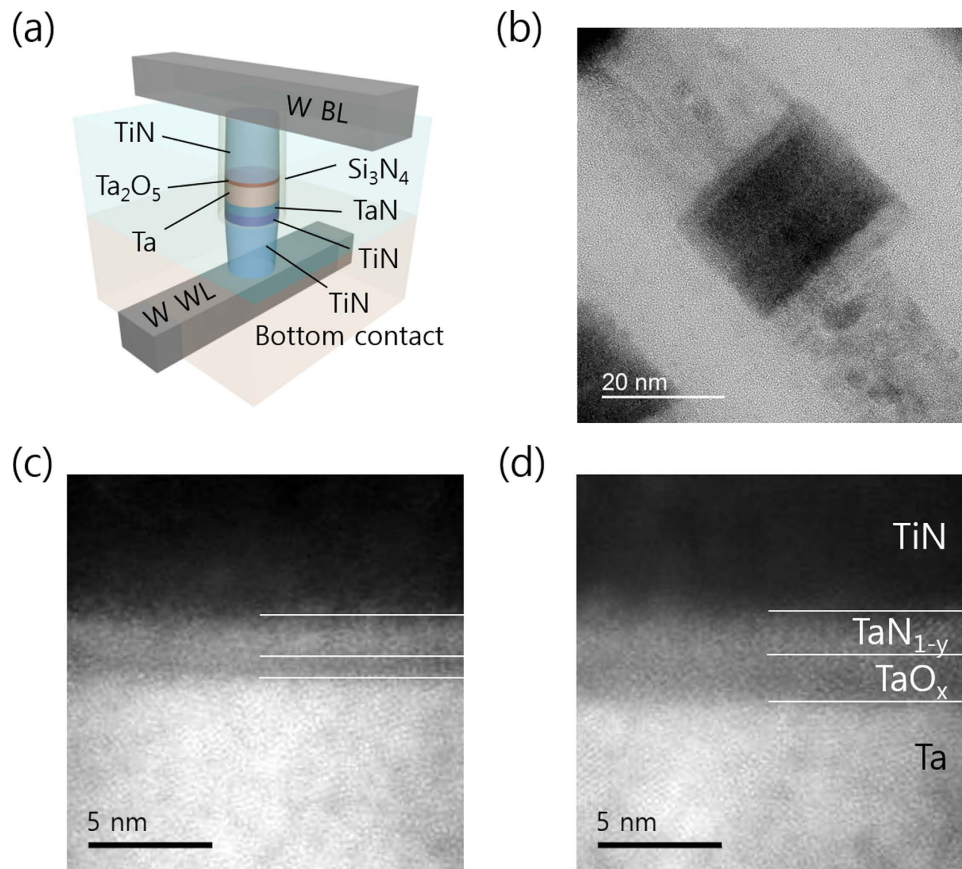 (a)
W BL
TiN
Ta₂O₅
Ta
Si₃N₄
TaN
TiN
TiN
W WL
Bottom contact
(b)
20 nm
(c)
5 nm
(d)
TiN
TaN₁₋y
TaOₓ
Ta
5 nm